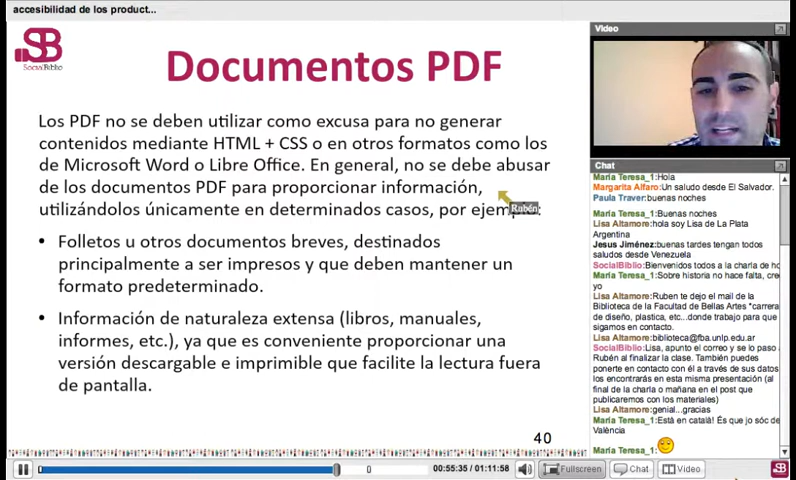 accesibilidad de los product...
SB
SocialBiblio
Documentos PDF
Los PDF no se deben utilizar como excusa para no generar
contenidos mediante HTML + CSS o en otros formatos como los
de Microsoft Word o Libre Office. En general, no se debe abusar
de los documentos PDF para proporcionar información,
utilizándolos únicamente en determinados casos, por
Rubén
• Folletos u otros documentos breves, destinados
principalmente a ser impresos y que deben mantener un
formato predeterminado.
• Información de naturaleza extensa (libros, manuales,
informes, etc.), ya que es conveniente proporcionar una
versión descargable e imprimible que facilite la lectura fuera
de pantalla.
40
Video
Chat
María Teresa_1:Hola
Margarita Alfaro:Un saludo desde El Salvador.
Paula Traver:buenas noches
María Teresa_1:Buenas noches
Lisa Altamore:hola soy Lisa de La Plata
Argentina
Jesus Jiménez:buenas tardes tengan todos
saludos desde Venezuela
SocialBiblio:Bienvenidos todos a la charla de
María Teresa_1:Sobre historia no hace falta,
yo
Lisa Altamore:Ruben te dejo el mail de la
Biblioteca de la Facultad de Bellas Artes *carrera
de diseño, plastica, etc...donde trabajo para que
sigamos en contacto.
Lisa Altamore:biblioteca@fba.unlp.edu.ar
SocialBiblio:Lisa, apunto el correo y se lo paso
Rubén al finalizar la clase. También puedes
ponerte en contacto con él a través de sus datos
los encontrarás en esta misma presentación (al
final de la charla o mañana en el post que
publicaremos con los materiales)
Lisa Altamore:genial...gracias
María Teresa_1:Está en català! És que jo sóc de
València
María Teresa_1:
0
00:55:35 / 01:11:58
Fullscreen
Chat
Video
SB